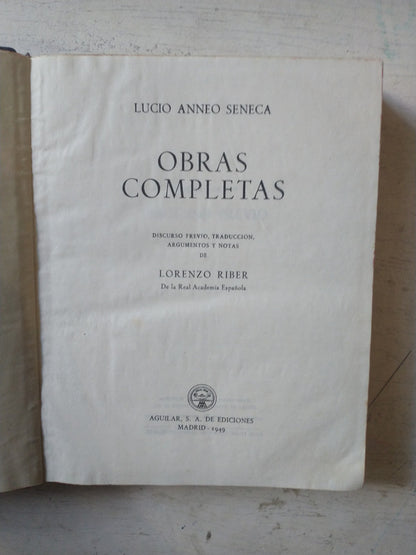 LUCIO ANNEO SENECA
OBRAS
COMPLETAS
DISCURSO PREVIO, TRADUCCION,
ARGUMENTOS Y NOTAS
DE
LORENZO RIBER
De la Real Academia Española
AGUILAR, S. A. DE EDICIONES
MADRID - 1949